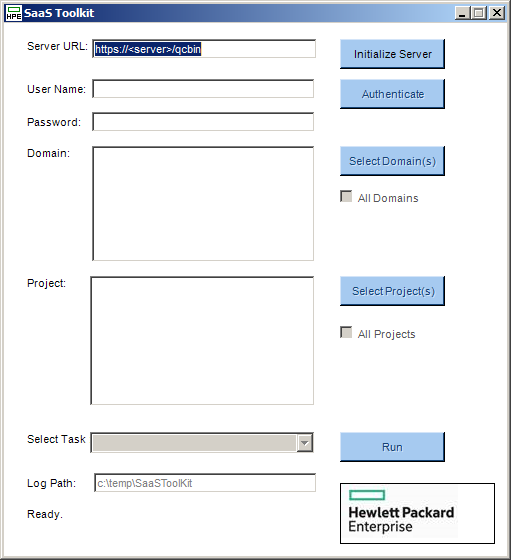 HPE SaaS Toolkit
Server URL: https://<server>/qcbin Initialize Server
User Name: Authenticate
Password:
Domain: Select Domain(s)
All Domains
Project: Select Project(s)
All Projects
Select Task Run
Log Path: c:\temp\SaaSToolKit
Ready.
Hewlett Packard
Enterprise